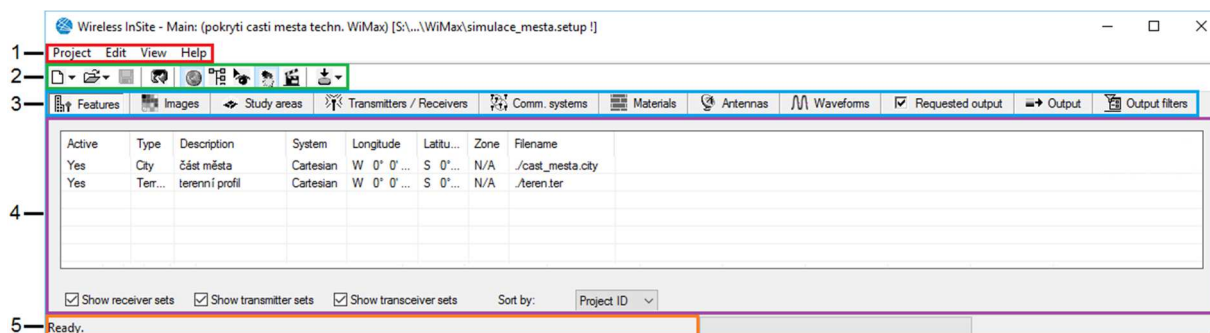 Wireless InSite - Main: (pokryti casti mesta techn. WiMax) [S:\...\WiMax\simulace_mesta.setup !]
1 Project Edit View Help
2
3 Features Images Study areas Transmitters / Receivers Comm. systems Materials Antennas Waveforms Requested output Output Output filters
Active Type Description System Longitude Latitu... Zone Filename
Yes City část města Cartesian W 0° 0' ... S 0°... N/A ./cast_mesta.city
Yes Terr... terenní profil Cartesian W 0° 0' ... S 0°... N/A ./teren.ter
4
Show receiver sets Show transmitter sets Show transceiver sets Sort by: Project ID
5 Ready.